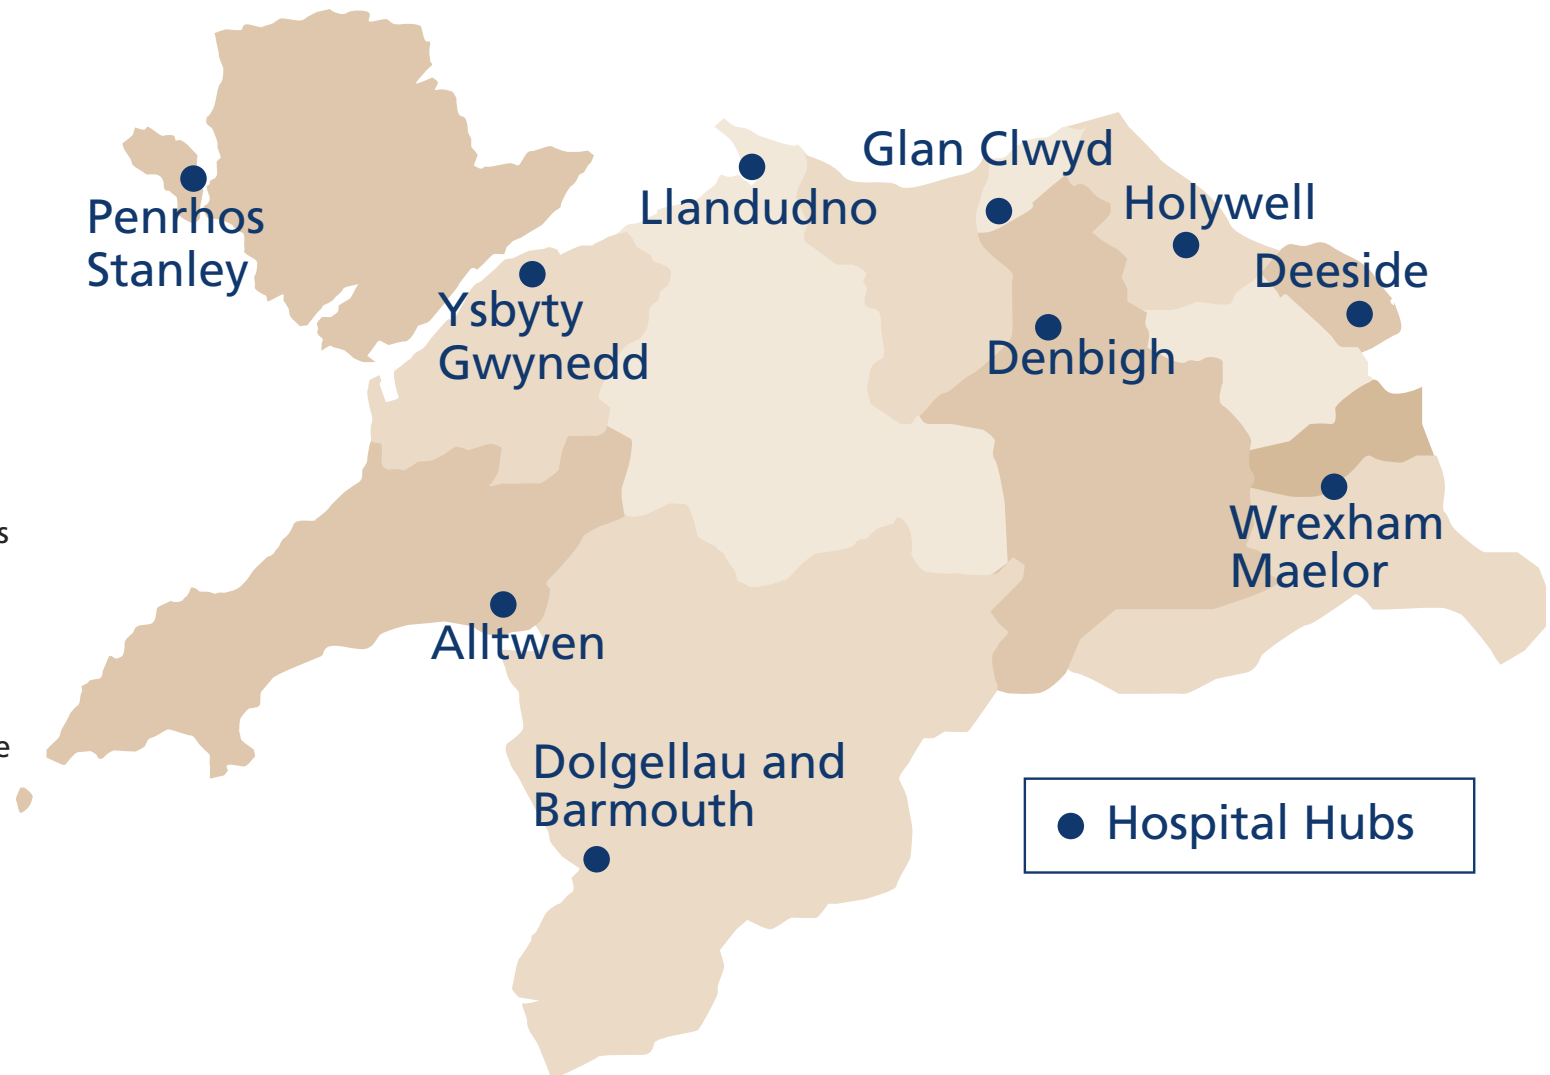 Glan Clwyd
Llandudno
Holywell
Penrhos
Stanley
Deeside
Ysbyty
Gwynedd
Denbigh
s
Wrexham
Maelor
Alltwen
e
Dolgellau and
Barmouth
Hospital Hubs